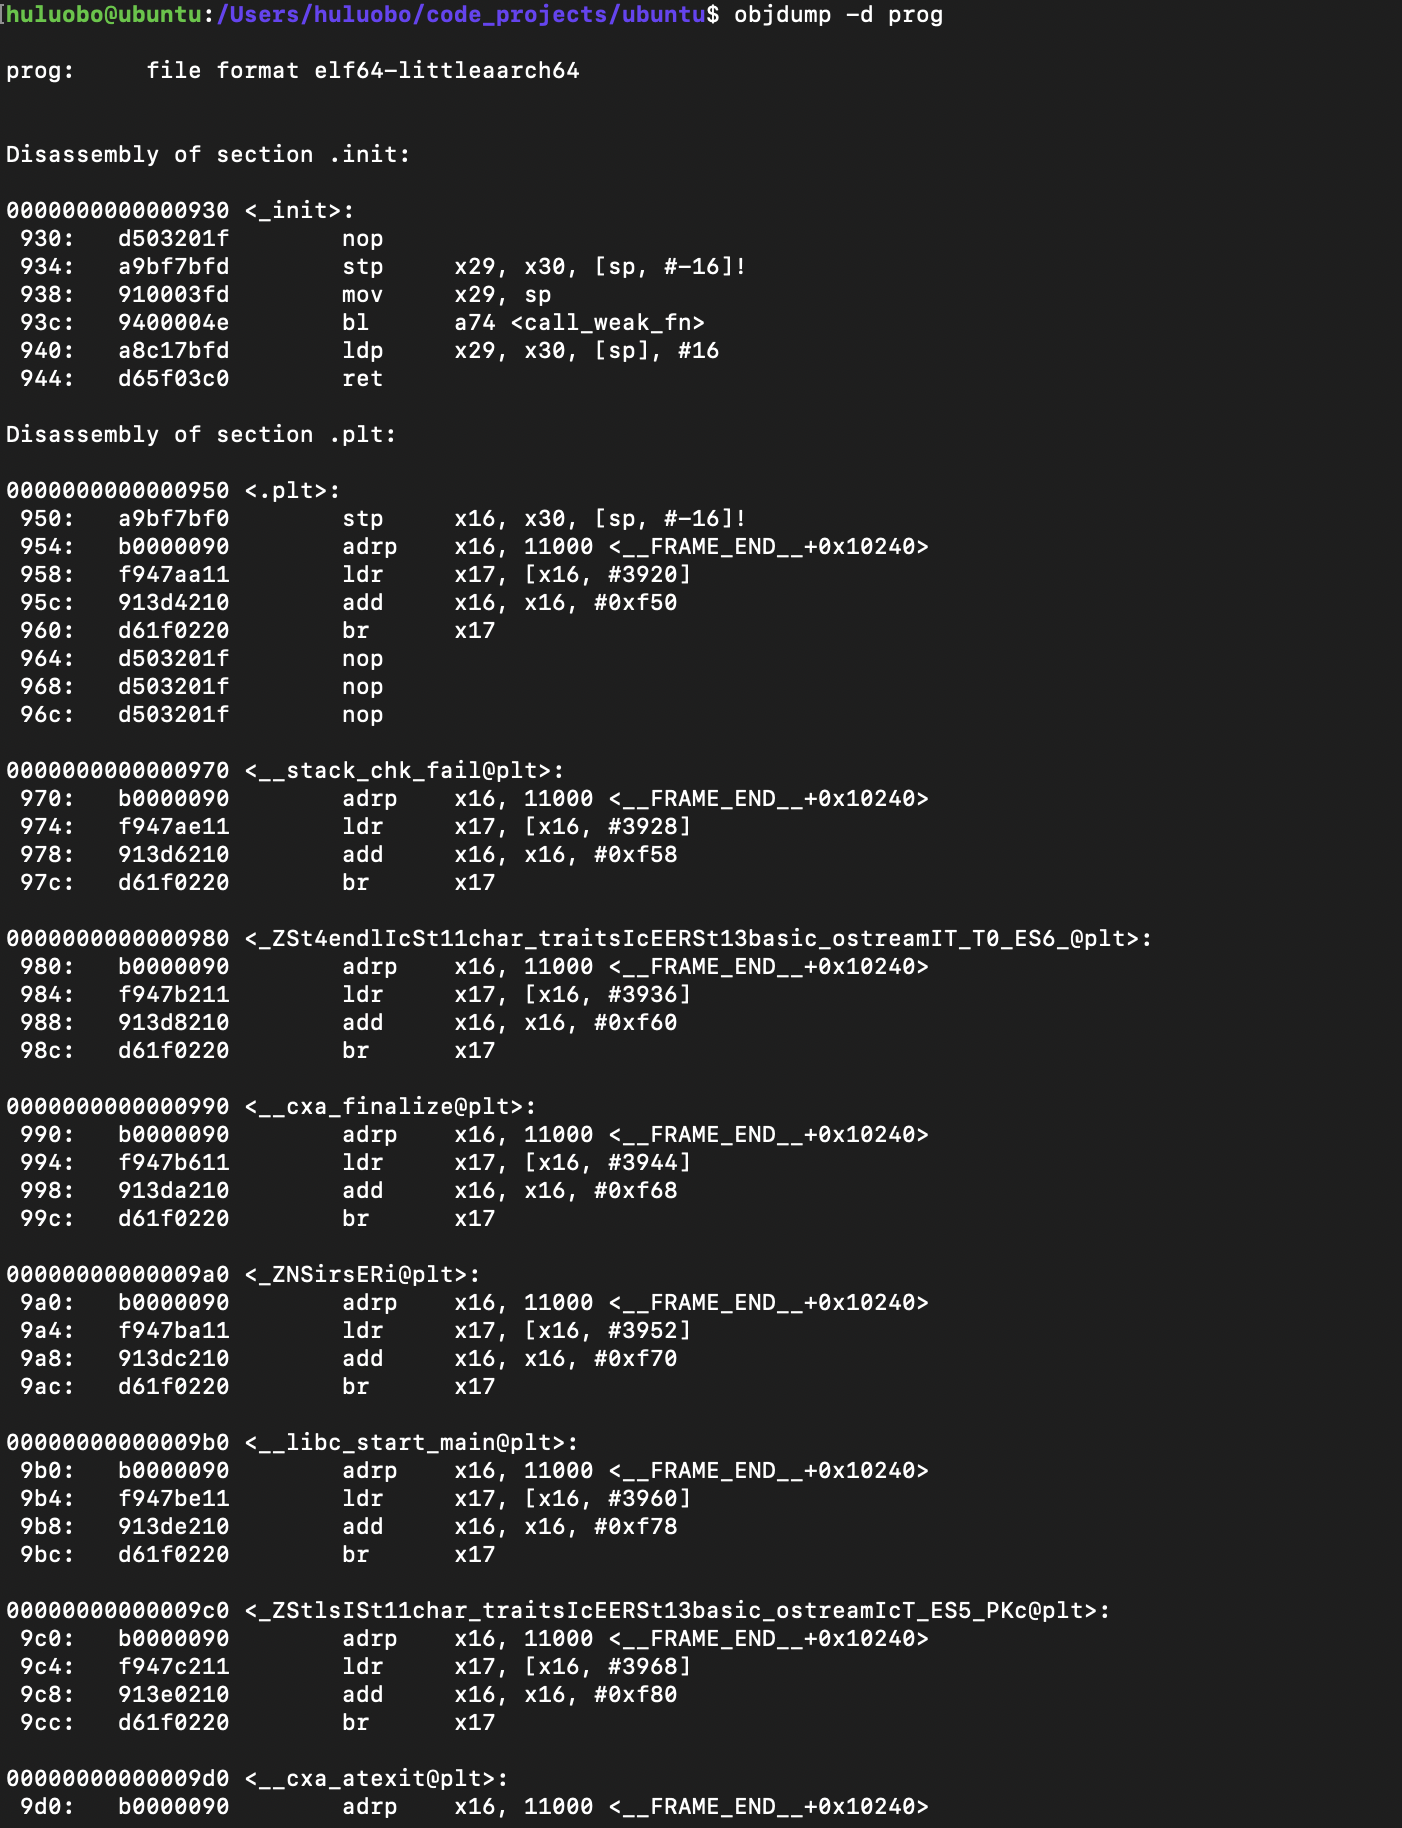 [huluobo@ubuntu:/Users/huluobo/code_projects/ubuntu$ objdump -d prog
prog:     file format elf64-littleaarch64
Disassembly of section .init:
0000000000000930 <_init>:
 930:   d503201f        nop
 934:   a9bf7bfd        stp     x29, x30, [sp, #-16]!
 938:   910003fd        mov     x29, sp
 93c:   9400004e        bl      a74 <call_weak_fn>
 940:   a8c17bfd        ldp     x29, x30, [sp], #16
 944:   d65f03c0        ret
Disassembly of section .plt:
0000000000000950 <.plt>:
 950:   a9bf7bf0        stp     x16, x30, [sp, #-16]!
 954:   b0000090        adrp    x16, 11000 <__FRAME_END__+0x10240>
 958:   f947aa11        ldr     x17, [x16, #3920]
 95c:   913d4210        add     x16, x16, #0xf50
 960:   d61f0220        br      x17
 964:   d503201f        nop
 968:   d503201f        nop
 96c:   d503201f        nop
0000000000000970 <__stack_chk_fail@plt>:
 970:   b0000090        adrp    x16, 11000 <__FRAME_END__+0x10240>
 974:   f947ae11        ldr     x17, [x16, #3928]
 978:   913d6210        add     x16, x16, #0xf58
 97c:   d61f0220        br      x17
0000000000000980 <_ZSt4endlIcSt11char_traitsIcEERSt13basic_ostreamIT_T0_ES6_@plt>:
 980:   b0000090        adrp    x16, 11000 <__FRAME_END__+0x10240>
 984:   f947b211        ldr     x17, [x16, #3936]
 988:   913d8210        add     x16, x16, #0xf60
 98c:   d61f0220        br      x17
0000000000000990 <__cxa_finalize@plt>:
 990:   b0000090        adrp    x16, 11000 <__FRAME_END__+0x10240>
 994:   f947b611        ldr     x17, [x16, #3944]
 998:   913da210        add     x16, x16, #0xf68
 99c:   d61f0220        br      x17
00000000000009a0 <_ZNSirsERi@plt>:
 9a0:   b0000090        adrp    x16, 11000 <__FRAME_END__+0x10240>
 9a4:   f947ba11        ldr     x17, [x16, #3952]
 9a8:   913dc210        add     x16, x16, #0xf70
 9ac:   d61f0220        br      x17
00000000000009b0 <__libc_start_main@plt>:
 9b0:   b0000090        adrp    x16, 11000 <__FRAME_END__+0x10240>
 9b4:   f947be11        ldr     x17, [x16, #3960]
 9b8:   913de210        add     x16, x16, #0xf78
 9bc:   d61f0220        br      x17
00000000000009c0 <_ZStlsISt11char_traitsIcEERSt13basic_ostreamIcT_ES5_PKc@plt>:
 9c0:   b0000090        adrp    x16, 11000 <__FRAME_END__+0x10240>
 9c4:   f947c211        ldr     x17, [x16, #3968]
 9c8:   913e0210        add     x16, x16, #0xf80
 9cc:   d61f0220        br      x17
00000000000009d0 <__cxa_atexit@plt>:
 9d0:   b0000090        adrp    x16, 11000 <__FRAME_END__+0x10240>